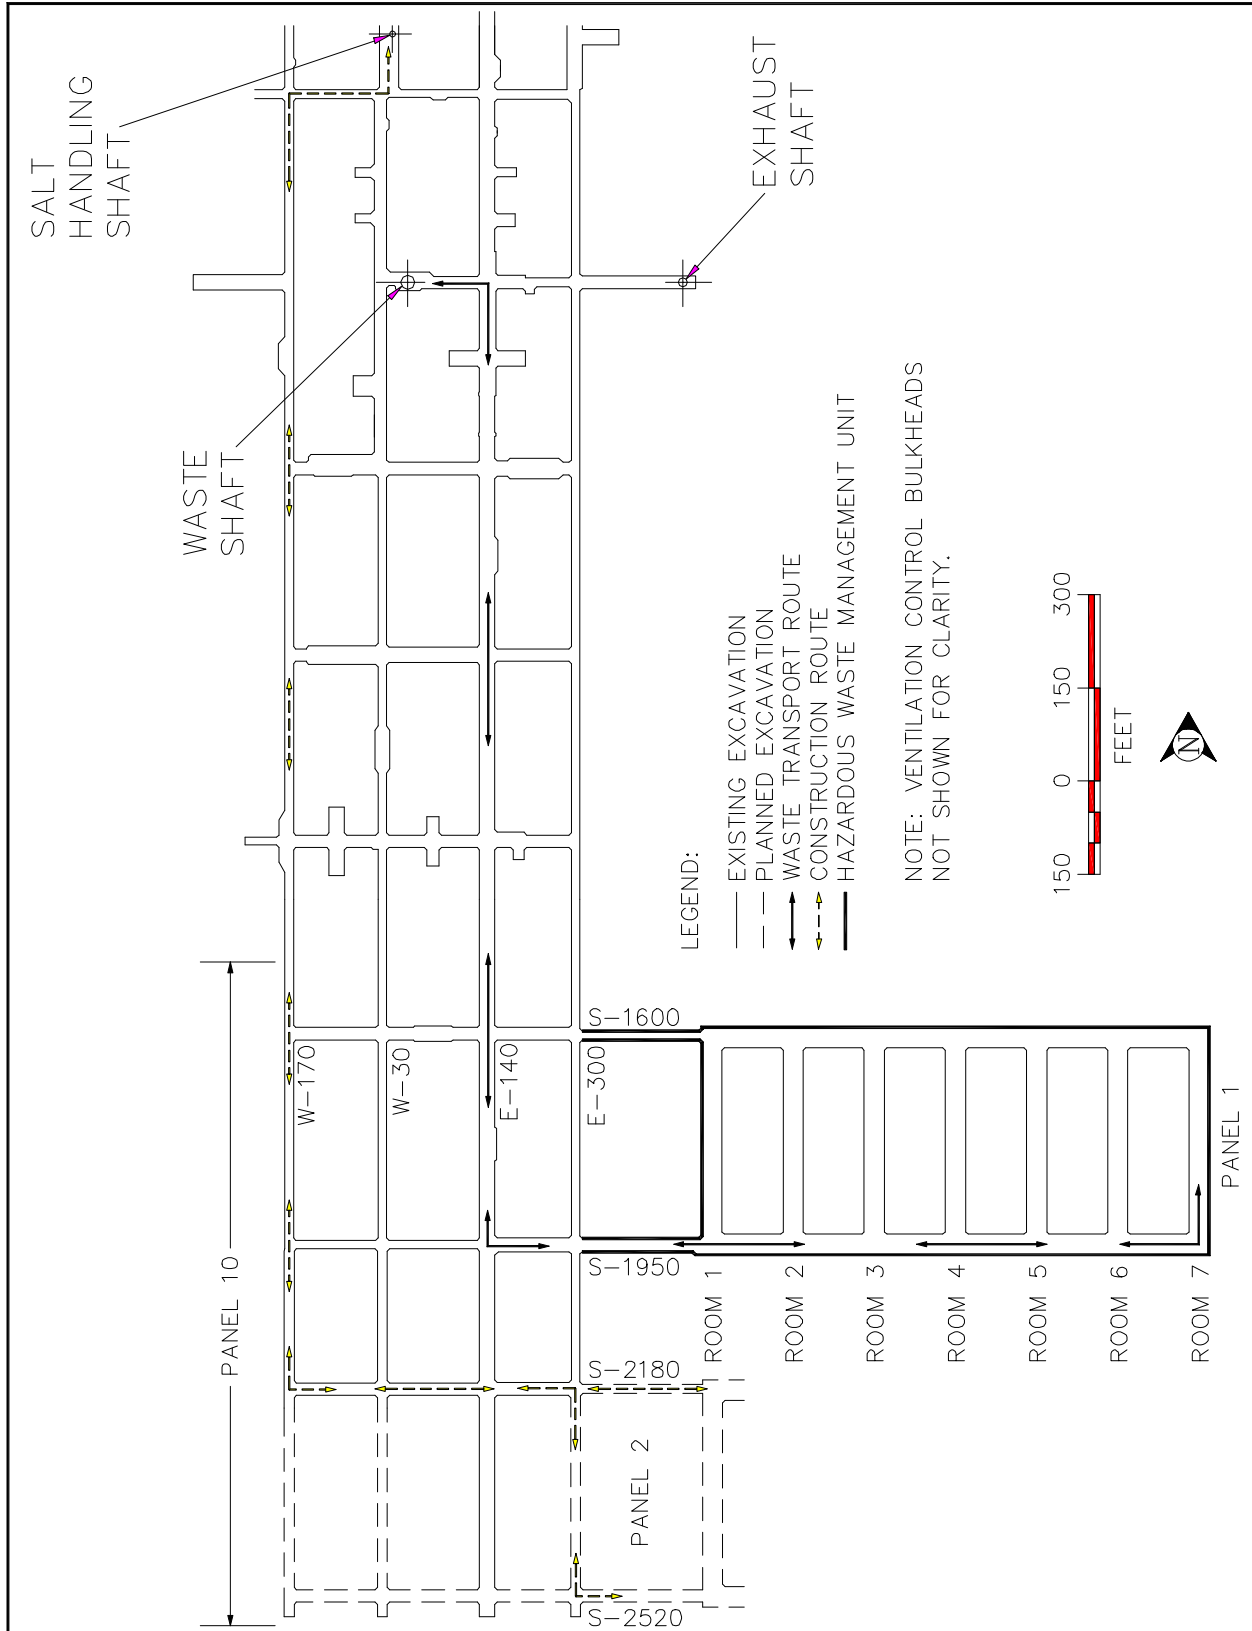 SALT
HANDLING
SHAFT
WASTE
SHAFT
EXHAUST
SHAFT
PANEL 10
W-170
W-30
E-140
E-300
S-1600
S-1950
S-2180
S-2520
PANEL 2
ROOM 1
ROOM 2
ROOM 3
ROOM 4
ROOM 5
ROOM 6
ROOM 7
PANEL 1
LEGEND:
EXISTING EXCAVATION
PLANNED EXCAVATION
WASTE TRANSPORT ROUTE
CONSTRUCTION ROUTE
HAZARDOUS WASTE MANAGEMENT UNIT
NOTE: VENTILATION CONTROL BULKHEADS
NOT SHOWN FOR CLARITY.
150 0 150 300
FEET
N